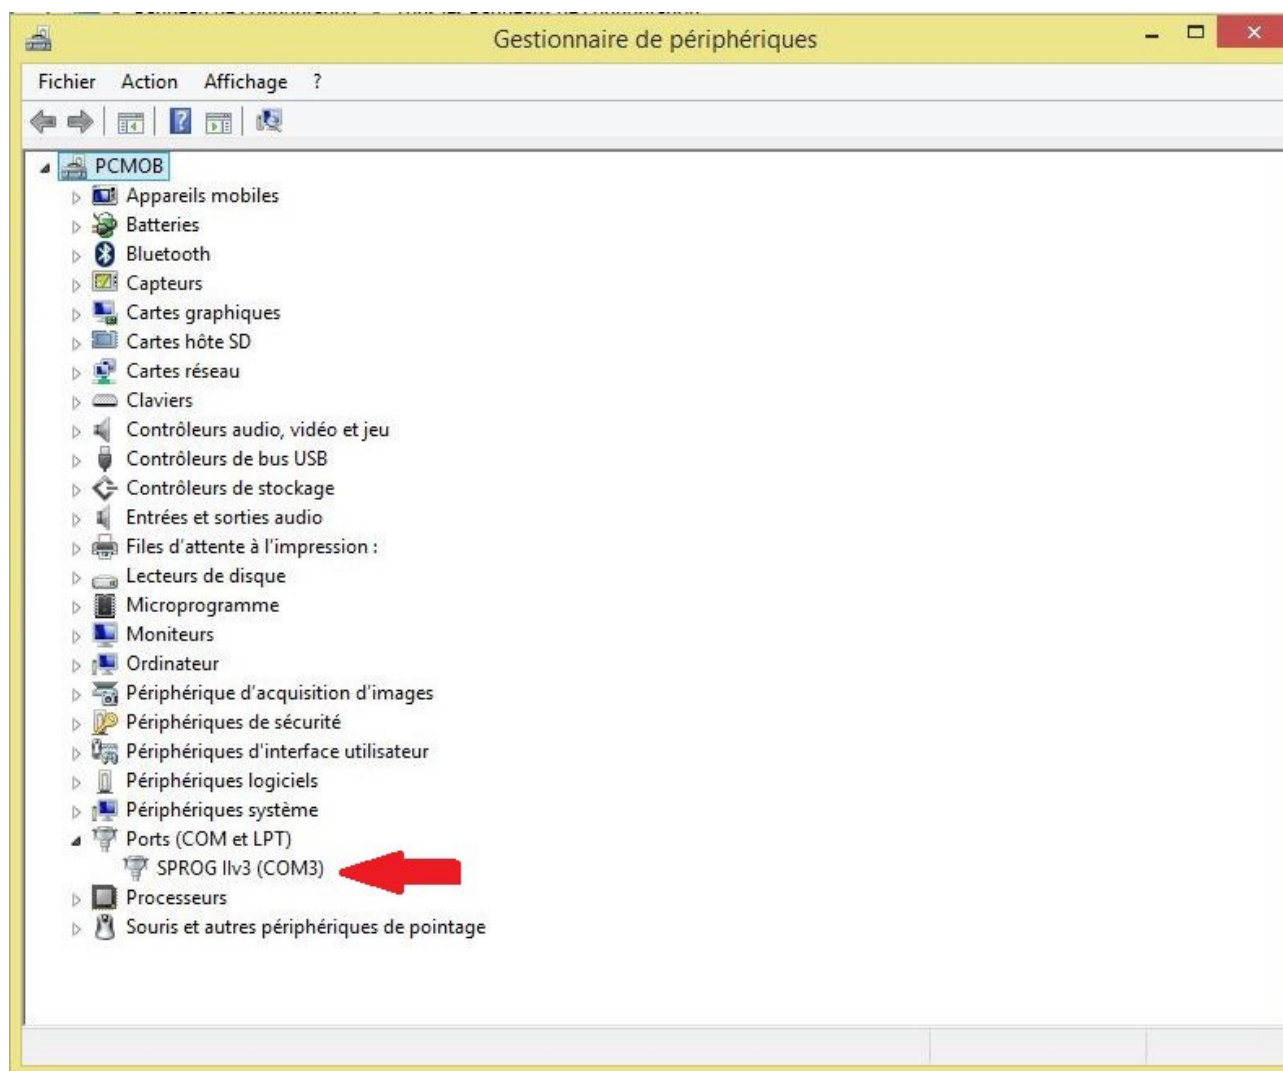 Gestionnaire de périphériques
Fichier Action Affichage ?
PCMOB
Appareils mobiles
Batteries
Bluetooth
Capteurs
Cartes graphiques
Cartes hôte SD
Cartes réseau
Claviers
Contrôleurs audio, vidéo et jeu
Contrôleurs de bus USB
Contrôleurs de stockage
Entrées et sorties audio
Files d'attente à l'impression :
Lecteurs de disque
Microprogramme
Moniteurs
Ordinateur
Périphérique d'acquisition d'images
Périphériques de sécurité
Périphériques d'interface utilisateur
Périphériques logiciels
Périphériques système
Ports (COM et LPT)
SPROG IIv3 (COM3)
Processeurs
Souris et autres périphériques de pointage